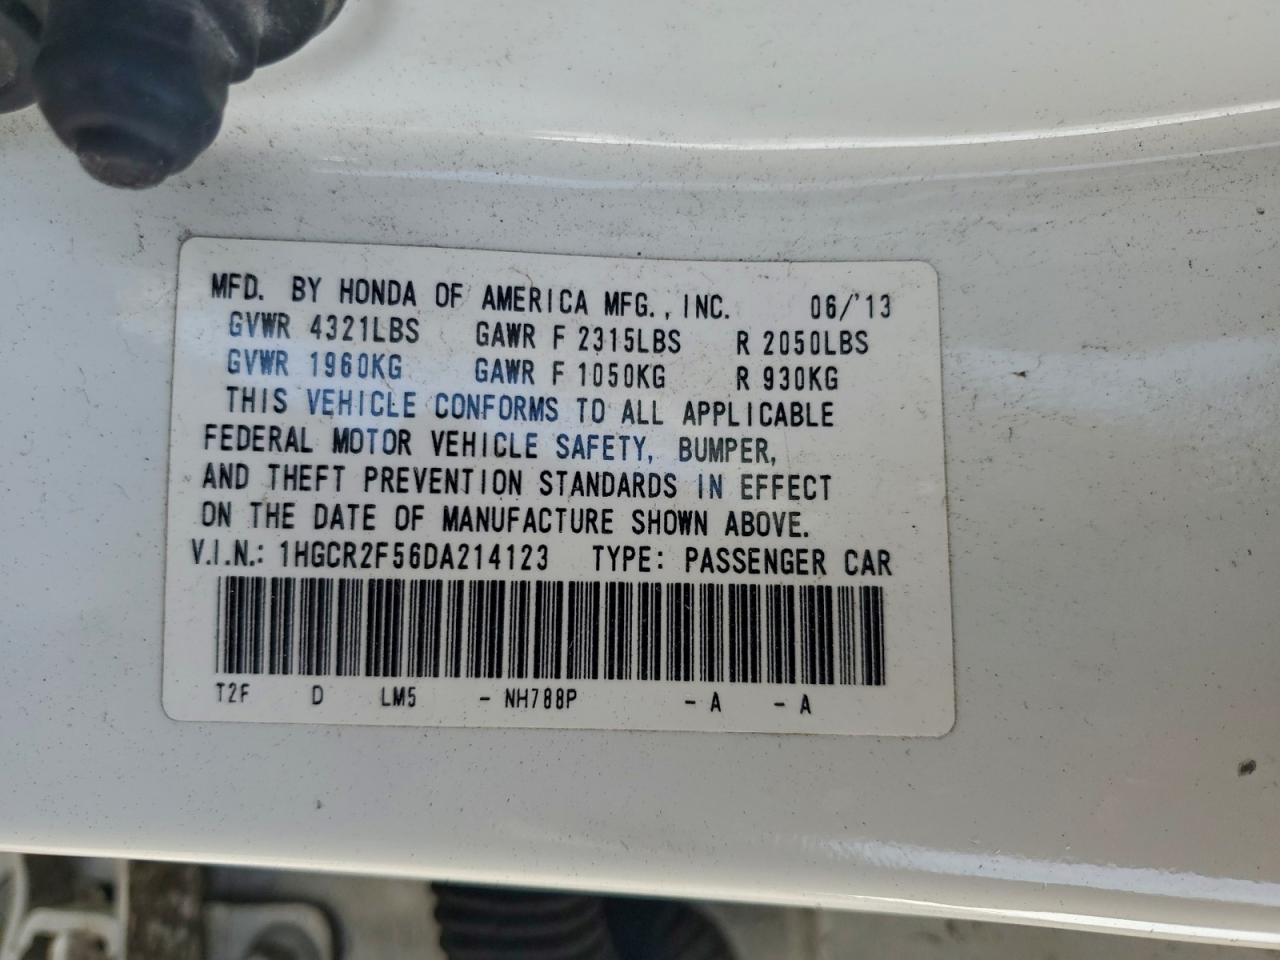 MFD. BY HONDA OF AMERICA MFG., INC. 06/'13
GVWR 4321LBS GAWR F 2315LBS R 2050LBS
GVWR 1960KG GAWR F 1050KG R 930KG
THIS VEHICLE CONFORMS TO ALL APPLICABLE
FEDERAL MOTOR VEHICLE SAFETY, BUMPER,
AND THEFT PREVENTION STANDARDS IN EFFECT
ON THE DATE OF MANUFACTURE SHOWN ABOVE.
V.I.N.: 1HGCR2F56DA214123 TYPE: PASSENGER CAR
T2F D LM5 - NH788P - A - A